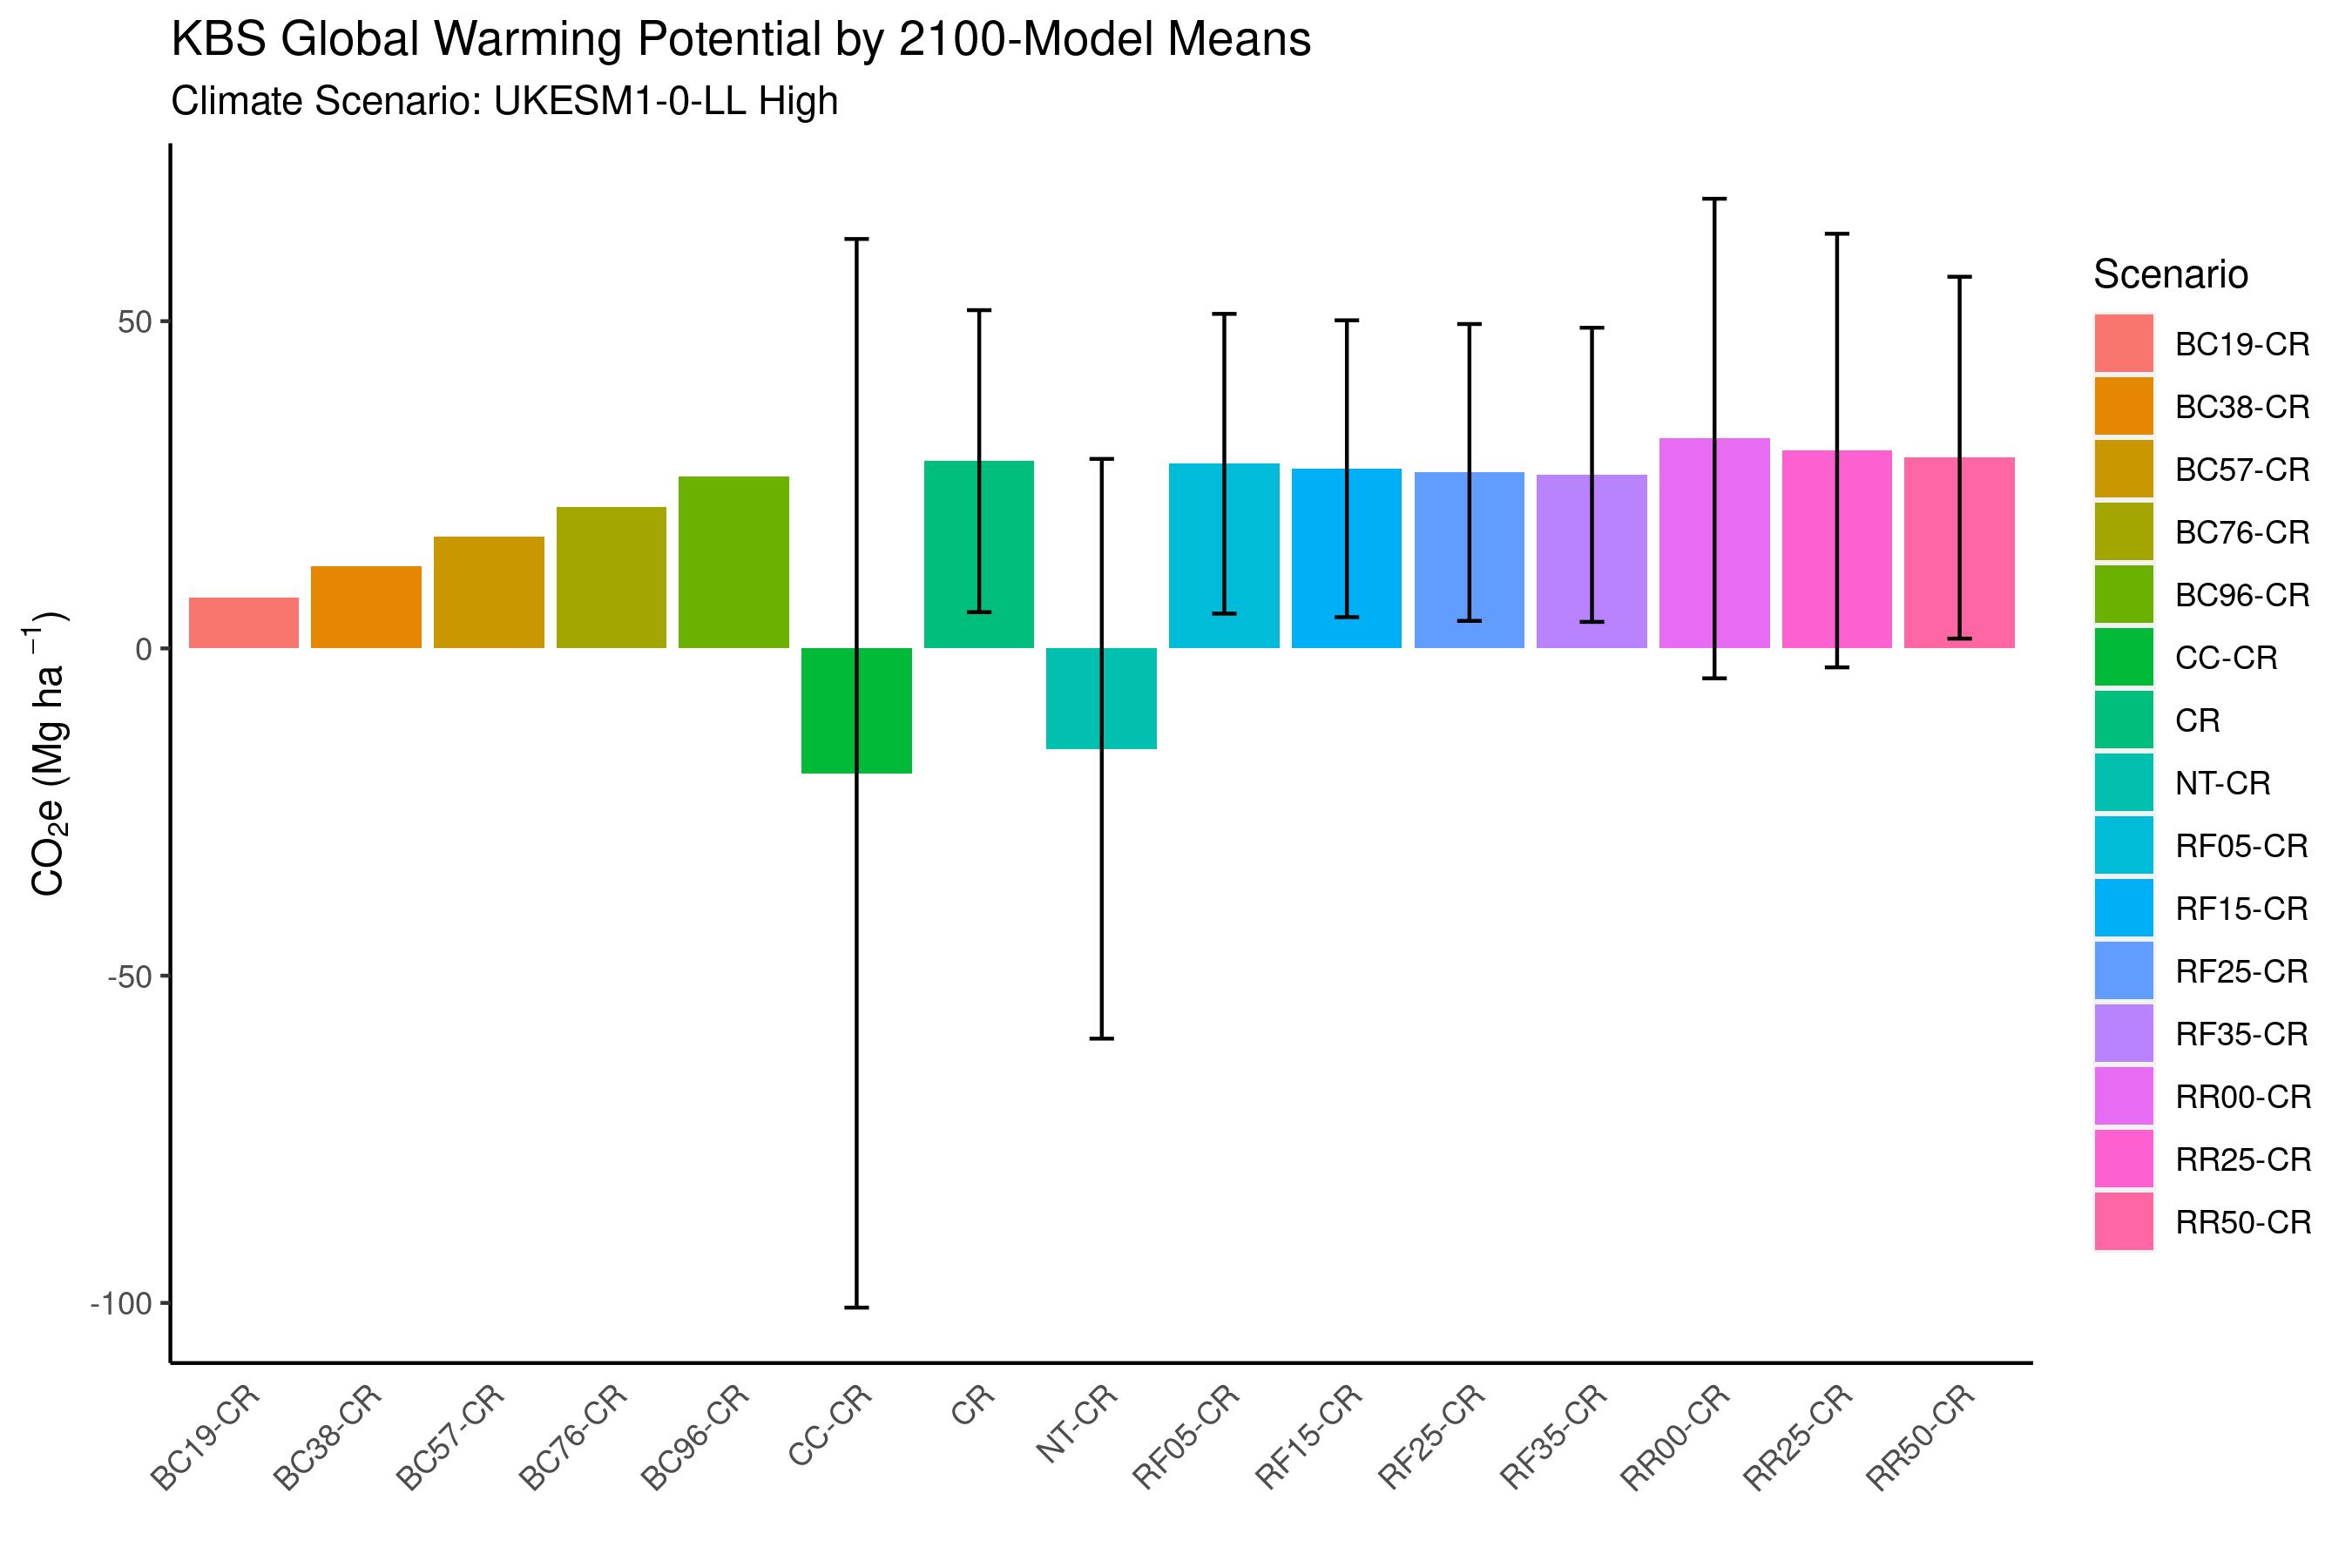 KBS Global Warming Potential by 2100-Model Means
Climate Scenario: UKESM1-0-LL High
CO₂e (Mg ha ⁻¹)
50
0
-50
-100
BC19-CR
BC38-CR
BC57-CR
BC76-CR
BC96-CR
CC-CR
CR
NT-CR
RF05-CR
RF15-CR
RF25-CR
RF35-CR
RR00-CR
RR25-CR
RR50-CR
Scenario
BC19-CR
BC38-CR
BC57-CR
BC76-CR
BC96-CR
CC-CR
CR
NT-CR
RF05-CR
RF15-CR
RF25-CR
RF35-CR
RR00-CR
RR25-CR
RR50-CR